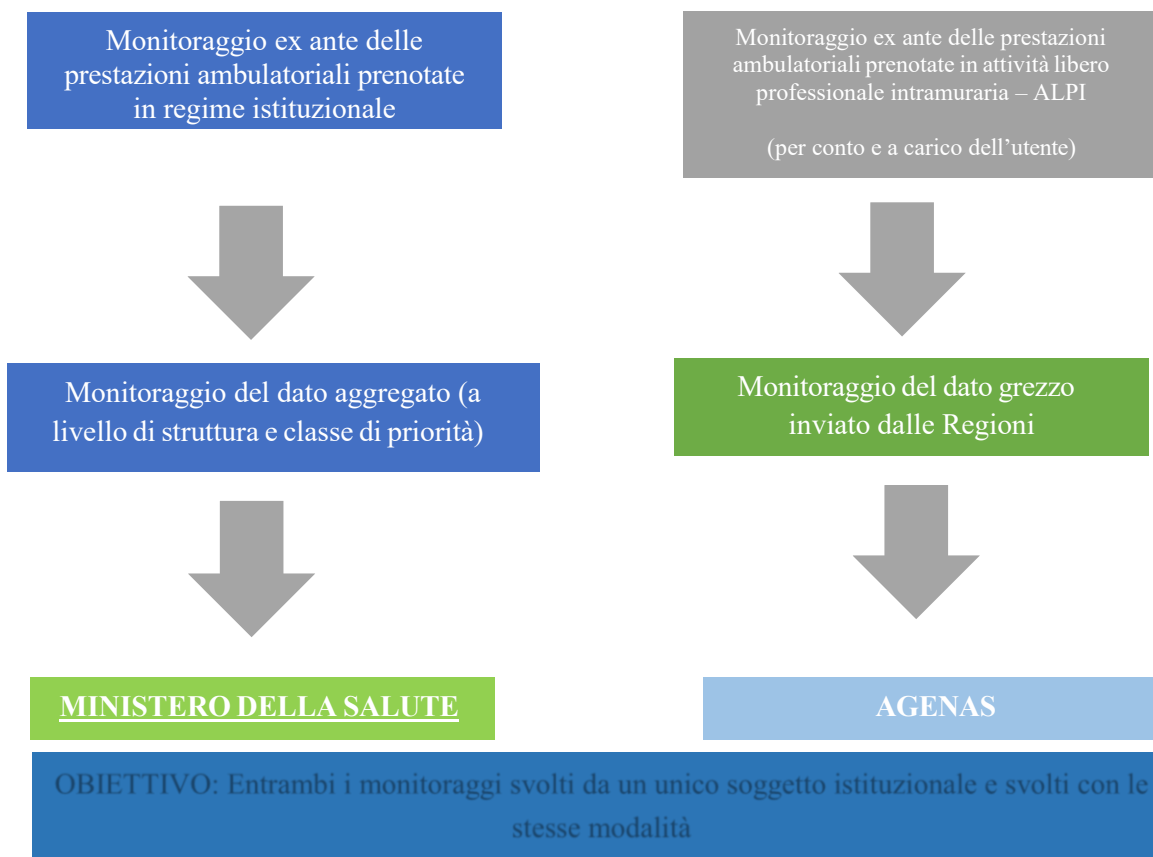 Monitoraggio ex ante delle
prestazioni ambulatoriali prenotate
in regime istituzionale
Monitoraggio ex ante delle prestazioni
ambulatoriali prenotate in attività libero
professionale intramuraria – ALPI
(per conto e a carico dell’utente)
Monitoraggio del dato aggregato (a
livello di struttura e classe di priorità)
Monitoraggio del dato grezzo
inviato dalle Regioni
MINISTERO DELLA SALUTE
AGENAS
OBIETTIVO: Entrambi i monitoraggi svolti da un unico soggetto istituzionale e svolti con le
stesse modalità